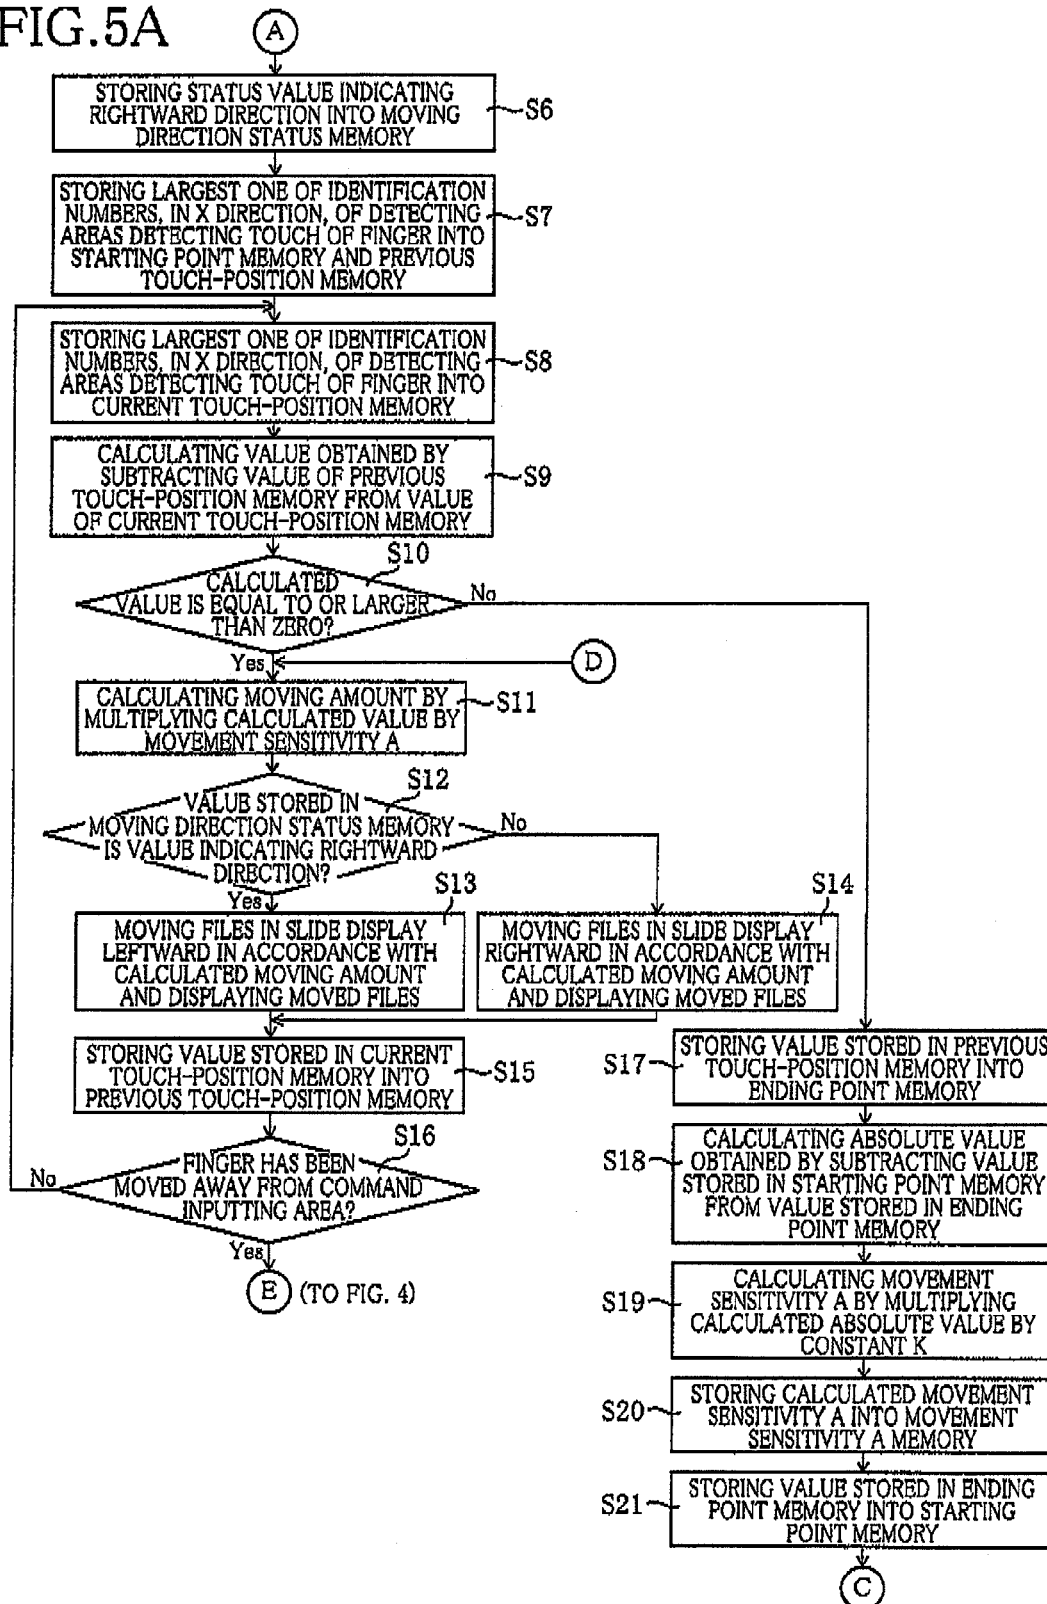 FIG.5A
A
STORING STATUS VALUE INDICATING
RIGHTWARD DIRECTION INTO MOVING
DIRECTION STATUS MEMORY
S6
STORING LARGEST ONE OF IDENTIFICATION
NUMBERS, IN X DIRECTION, OF DETECTING
AREAS DETECTING TOUCH OF FINGER INTO
STARTING POINT MEMORY AND PREVIOUS
TOUCH-POSITION MEMORY
S7
STORING LARGEST ONE OF IDENTIFICATION
NUMBERS, IN X DIRECTION, OF DETECTING
AREAS DETECTING TOUCH OF FINGER INTO
CURRENT TOUCH-POSITION MEMORY
S8
CALCULATING VALUE OBTAINED BY
SUBTRACTING VALUE OF PREVIOUS
TOUCH-POSITION MEMORY FROM VALUE
OF CURRENT TOUCH-POSITION MEMORY
S9
S10
CALCULATED
VALUE IS EQUAL TO OR LARGER
THAN ZERO?
No
Yes
D
CALCULATING MOVING AMOUNT BY
MULTIPLYING CALCULATED VALUE BY
MOVEMENT SENSITIVITY A
S11
S12
VALUE STORED IN
MOVING DIRECTION STATUS MEMORY
IS VALUE INDICATING RIGHTWARD
DIRECTION?
No
Yes
S13
MOVING FILES IN SLIDE DISPLAY
LEFTWARD IN ACCORDANCE WITH
CALCULATED MOVING AMOUNT
AND DISPLAYING MOVED FILES
S14
MOVING FILES IN SLIDE DISPLAY
RIGHTWARD IN ACCORDANCE WITH
CALCULATED MOVING AMOUNT
AND DISPLAYING MOVED FILES
STORING VALUE STORED IN CURRENT
TOUCH-POSITION MEMORY INTO
PREVIOUS TOUCH-POSITION MEMORY
S15
S16
FINGER HAS BEEN
MOVED AWAY FROM COMMAND
INPUTTING AREA?
No
Yes
E (TO FIG. 4)
S17
STORING VALUE STORED IN PREVIOUS
TOUCH-POSITION MEMORY INTO
ENDING POINT MEMORY
S18
CALCULATING ABSOLUTE VALUE
OBTAINED BY SUBTRACTING VALUE
STORED IN STARTING POINT MEMORY
FROM VALUE STORED IN ENDING
POINT MEMORY
S19
CALCULATING MOVEMENT
SENSITIVITY A BY MULTIPLYING
CALCULATED ABSOLUTE VALUE BY
CONSTANT K
S20
STORING CALCULATED MOVEMENT
SENSITIVITY A INTO MOVEMENT
SENSITIVITY A MEMORY
S21
STORING VALUE STORED IN ENDING
POINT MEMORY INTO STARTING
POINT MEMORY
C